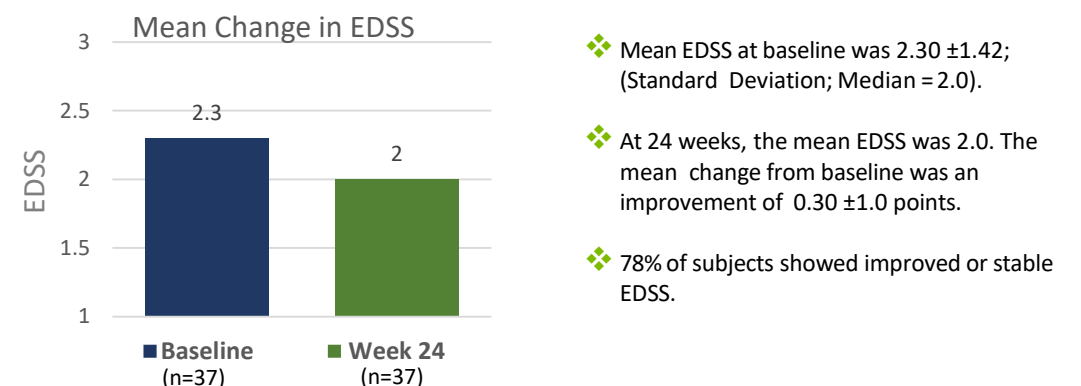 Mean Change in EDSS
3
2.5
2
1.5
1
EDSS
2.3
2
Baseline
(n=37)
Week 24
(n=37)
Mean EDSS at baseline was 2.30 ±1.42;
(Standard Deviation; Median = 2.0).
At 24 weeks, the mean EDSS was 2.0. The
mean change from baseline was an
improvement of 0.30 ±1.0 points.
78% of subjects showed improved or stable
EDSS.